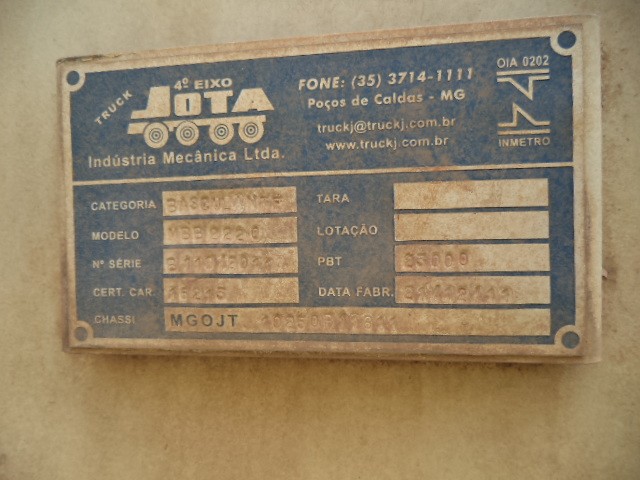 TRUCK
4º EIXO
JOTA
Indústria Mecânica Ltda.
FONE: (35) 3714-1111
Poços de Caldas - MG
truckj@truckj.com.br
www.truckj.com.br
OIA 0202
INMETRO
CATEGORIA BASCULANTE
MODELO
Nº SÉRIE
CERT. CAR.
CHASSI MGOJT
TARA
LOTAÇÃO
PBT 35000
DATA FABR.